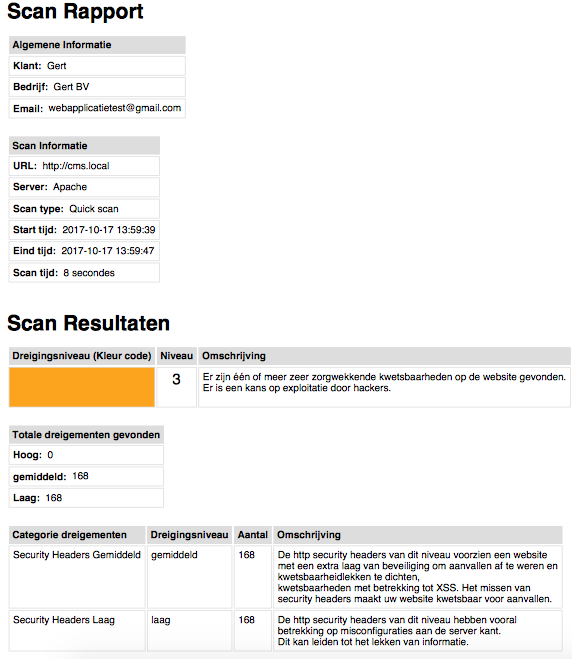 Scan Rapport
Algemene Informatie
Klant: Gert
Bedrijf: Gert BV
Email: webapplicatietest@gmail.com
Scan Informatie
URL: http://cms.local
Server: Apache
Scan type: Quick scan
Start tijd: 2017-10-17 13:59:39
Eind tijd: 2017-10-17 13:59:47
Scan tijd: 8 secondes
Scan Resultaten
Dreigingsniveau (Kleur code) Niveau Omschrijving
3 Er zijn één of meer zeer zorgwekkende kwetsbaarheden op de website gevonden.
Er is een kans op exploitatie door hackers.
Totale dreigementen gevonden
Hoog: 0
gemiddeld: 168
Laag: 168
Categorie dreigementen Dreigingsniveau Aantal Omschrijving
Security Headers Gemiddeld gemiddeld 168 De http security headers van dit niveau voorzien een website
met een extra laag van beveiliging om aanvallen af te weren en
kwetsbaarheidlekken te dichten,
kwetsbaarheden met betrekking tot XSS. Het missen van
security headers maakt uw website kwetsbaar voor aanvallen.
Security Headers Laag laag 168 De http security headers van dit niveau hebben vooral
betrekking op misconfiguraties aan de server kant.
Dit kan leiden tot het lekken van informatie.